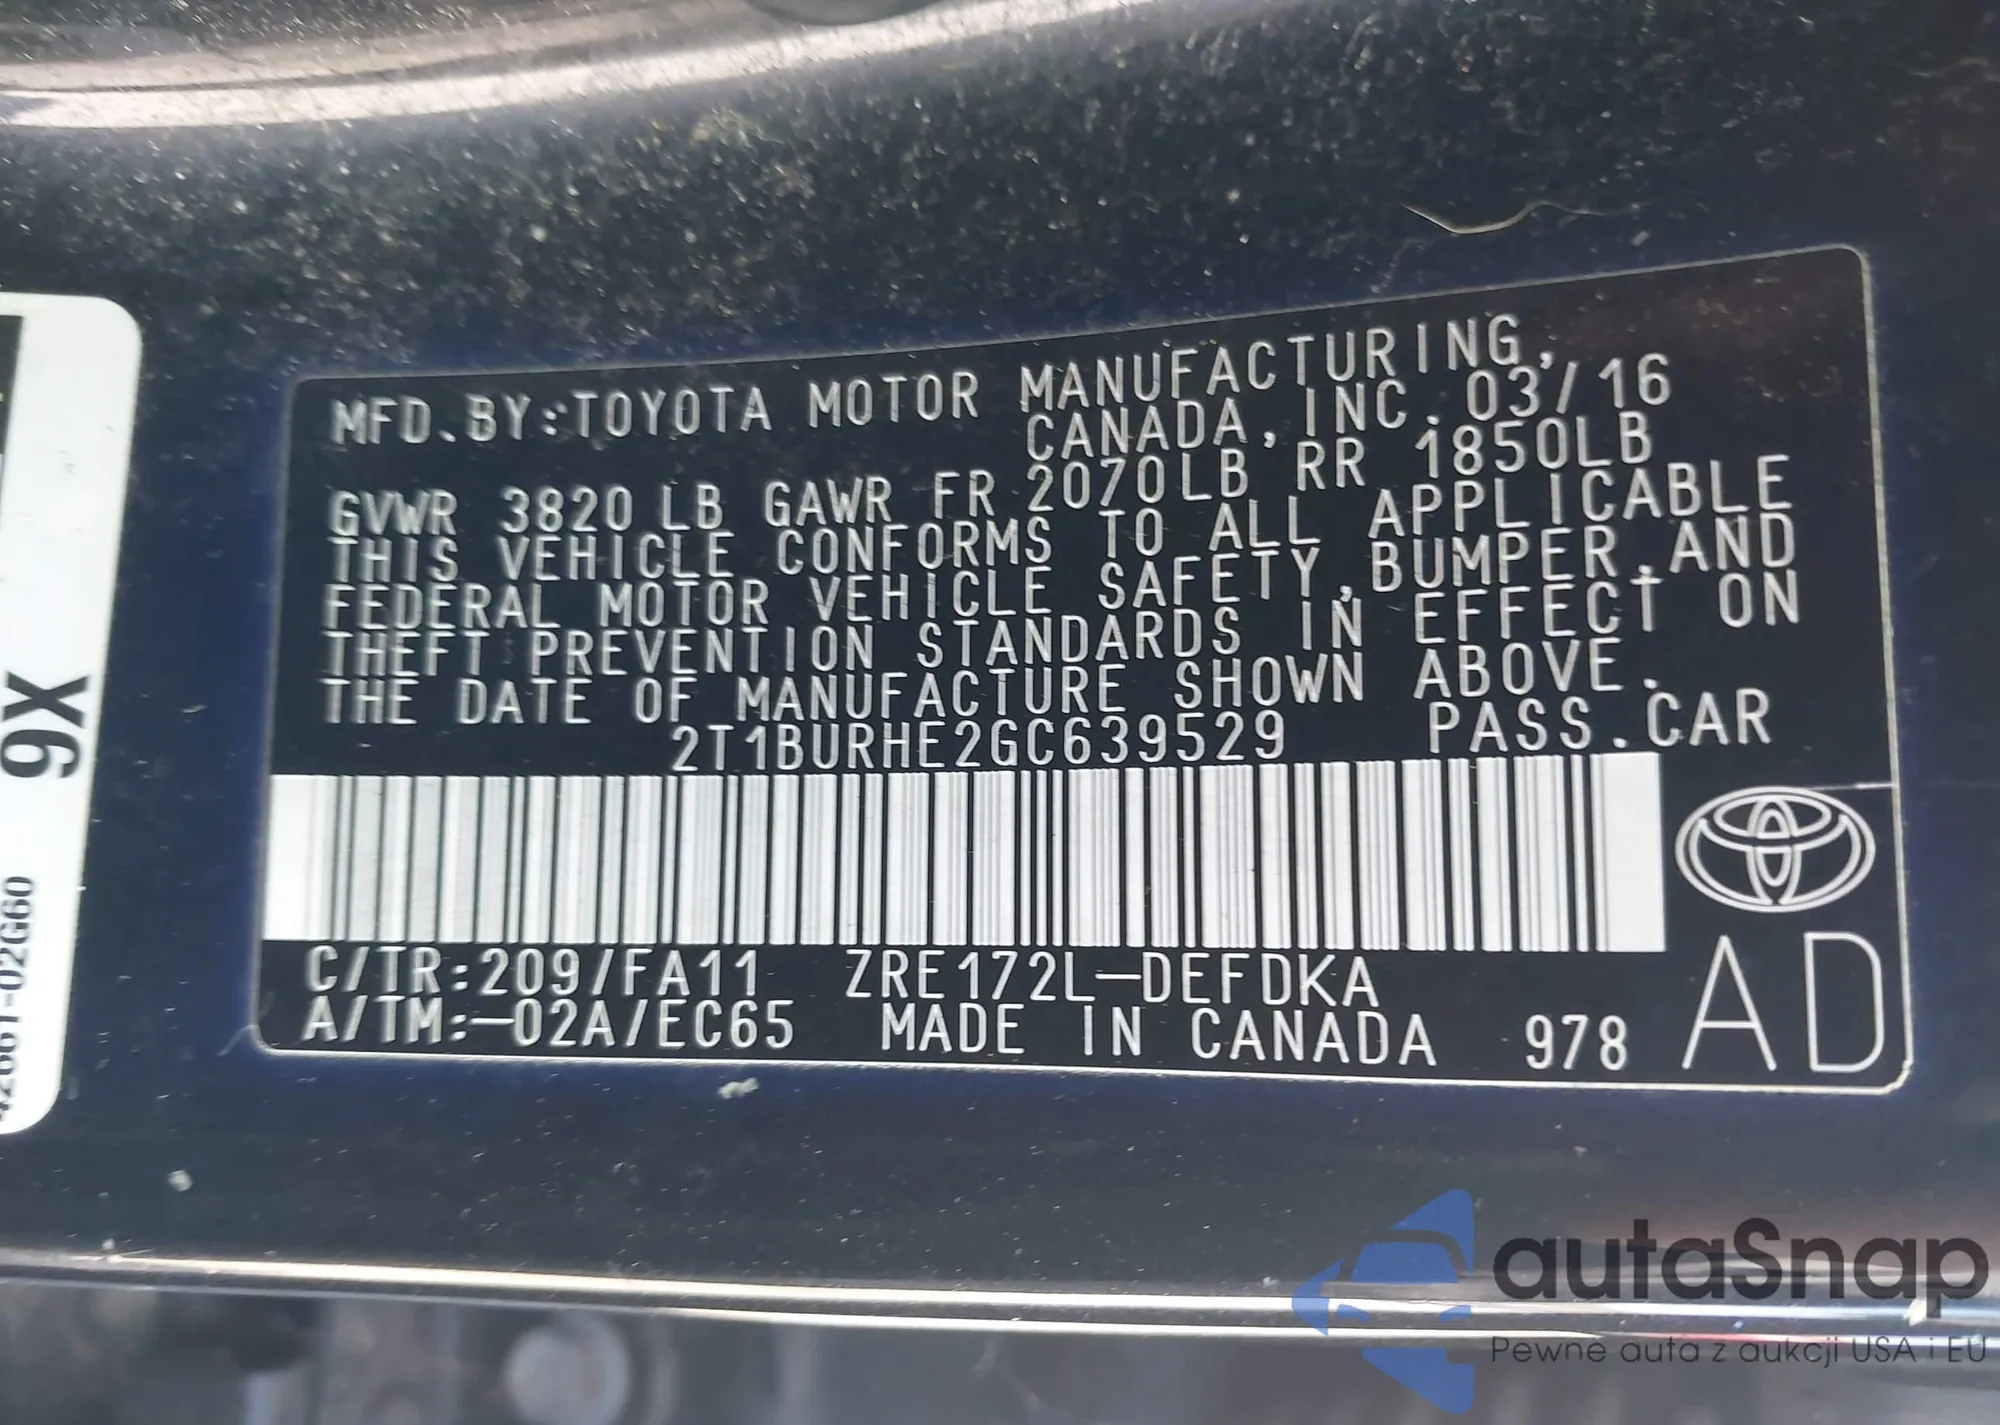 MFD.BY:TOYOTA MOTOR MANUFACTURING,
CANADA, INC. 03/16
GVWR 3820 LB GAWR FR 2070LB RR 1850LB
THIS VEHICLE CONFORMS TO ALL APPLICABLE
FEDERAL MOTOR VEHICLE SAFETY,BUMPER,AND
THEFT PREVENTION STANDARDS IN EFFECT ON
THE DATE OF MANUFACTURE SHOWN ABOVE.
2T1BURHE2GC639529 PASS.CAR
C/TR:209/FA11 ZRE172L-DEFDKA
A/TM:-02A/EC65 MADE IN CANADA 978 AD
9X
42661-02G60
autaSnap
Pewne auta z aukcji USA i EU